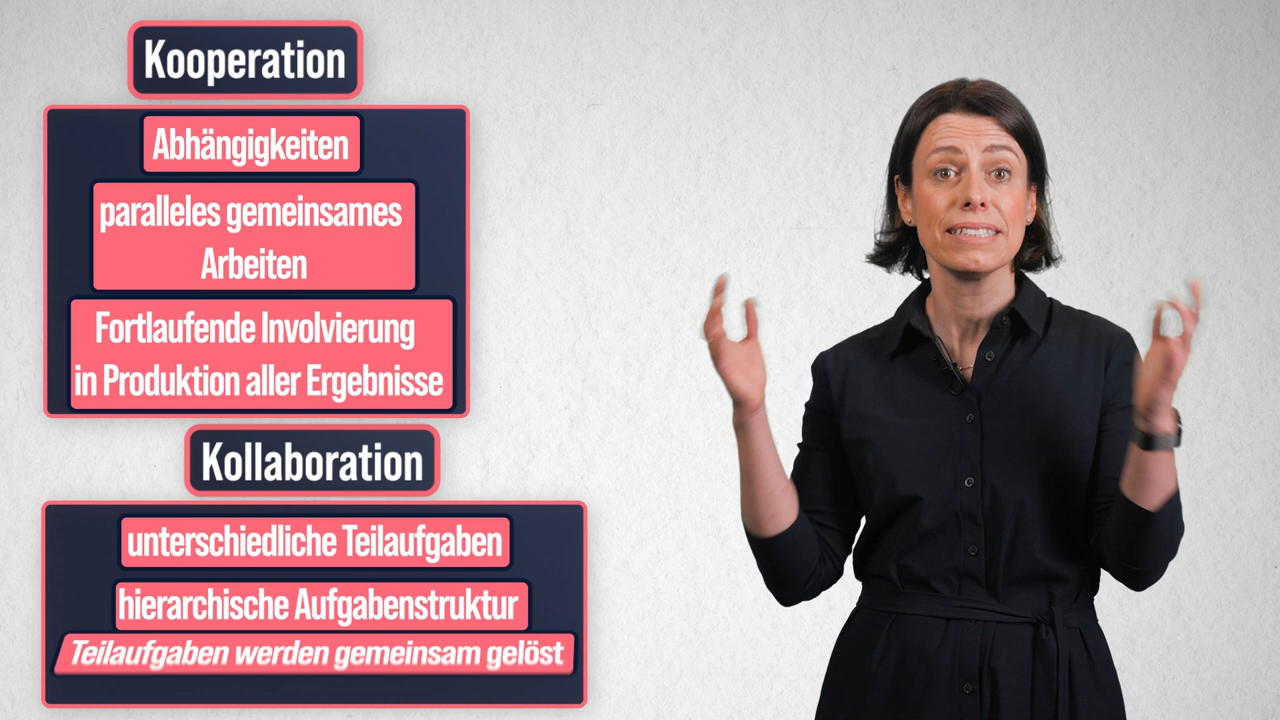 Kooperation
Abhängigkeiten
paralleles gemeinsames
Arbeiten
Fortlaufende Involvierung
in Produktion aller Ergebnisse
Kollaboration
unterschiedliche Teilaufgaben
hierarchische Aufgabenstruktur
Teilaufgaben werden gemeinsam gelöst